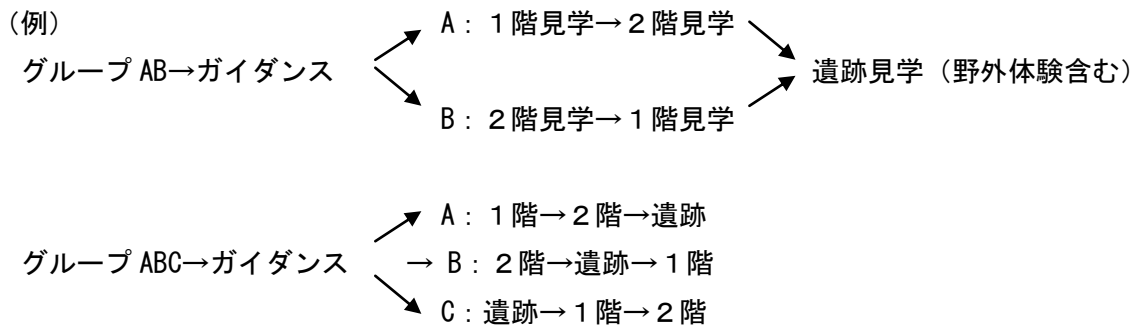 (例)
A：１階見学→２階見学
グループ AB→ガイダンス
遺跡見学（野外体験含む）
B：２階見学→１階見学
A：１階→２階→遺跡
グループ ABC→ガイダンス → B：２階→遺跡→１階
C：遺跡→１階→２階